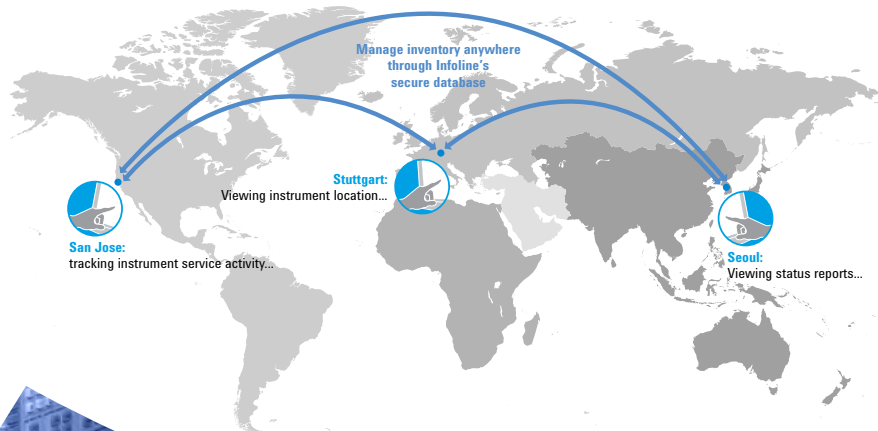 Manage inventory anywhere
through Infoline's
secure database
Stuttgart:
Viewing instrument location...
San Jose:
tracking instrument service activity...
Seoul:
Viewing status reports...